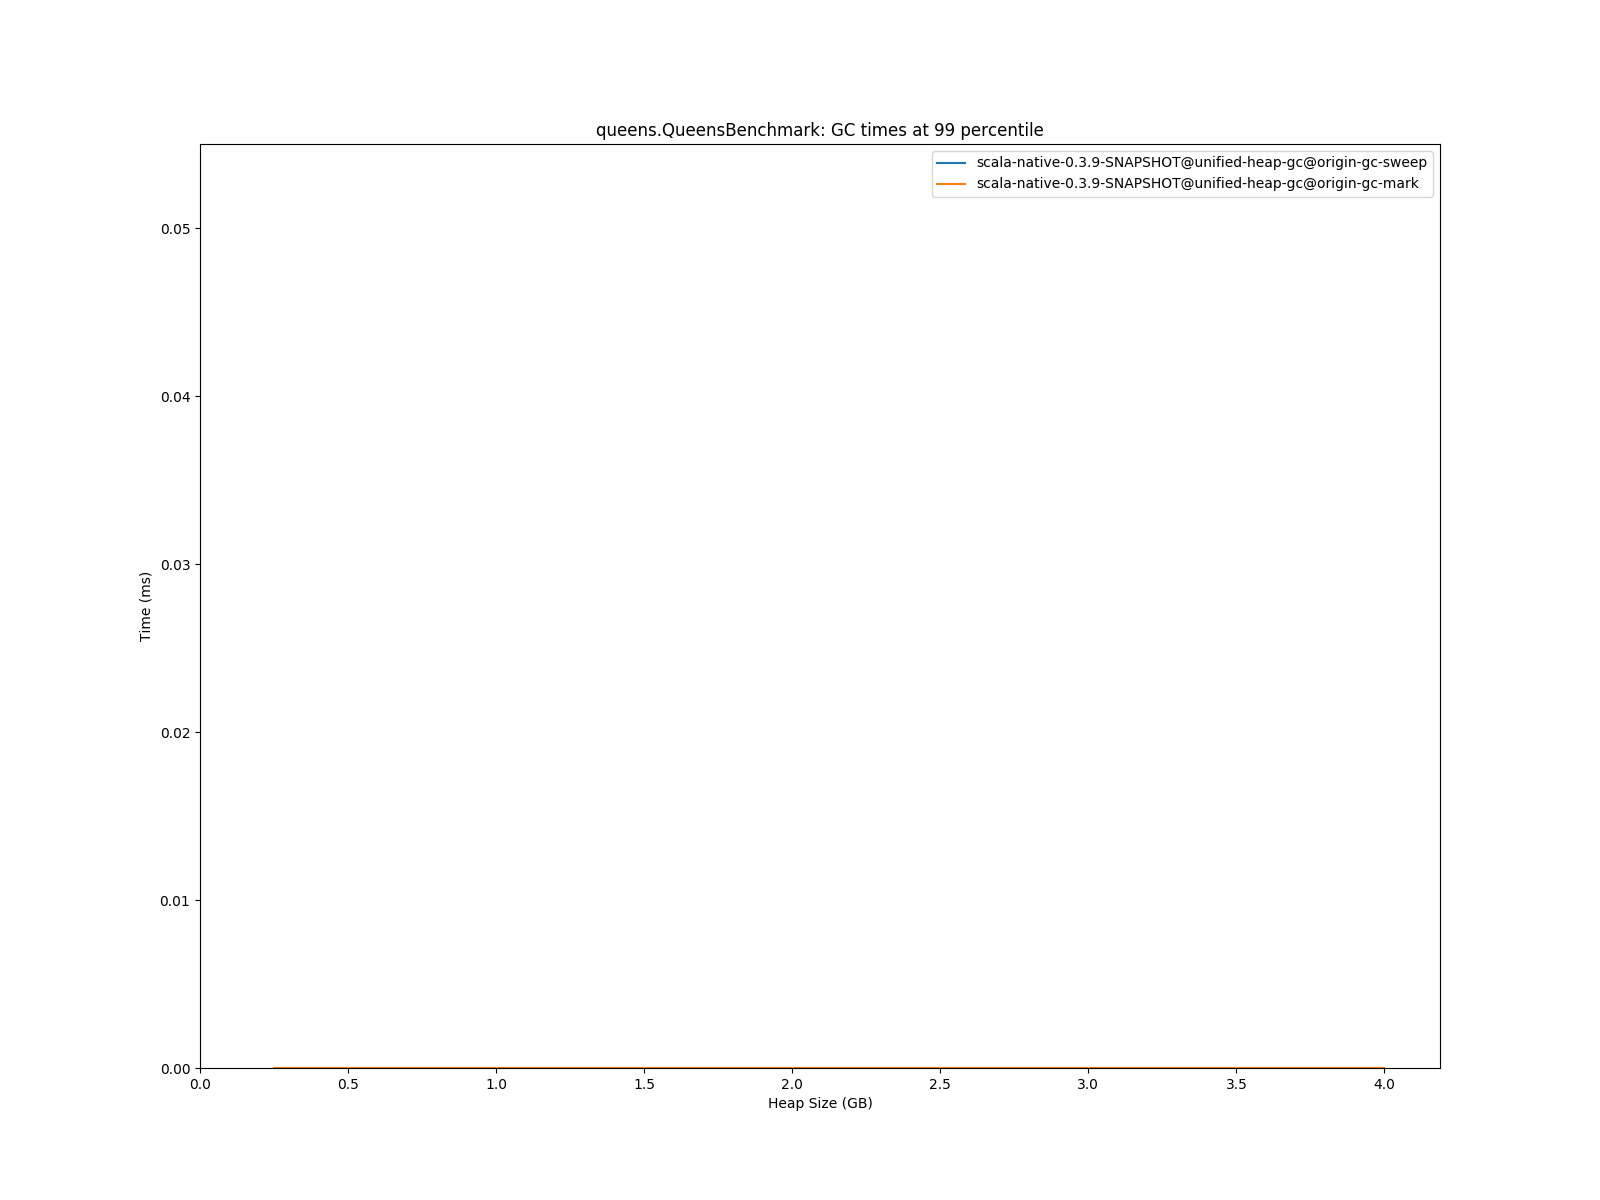 queens.QueensBenchmark: GC times at 99 percentile
scala-native-0.3.9-SNAPSHOT@unified-heap-gc@origin-gc-sweep
scala-native-0.3.9-SNAPSHOT@unified-heap-gc@origin-gc-mark
0.05
0.04
0.03
0.02
0.01
0.00
Time (ms)
0.0 0.5 1.0 1.5 2.0 2.5 3.0 3.5 4.0
Heap Size (GB)